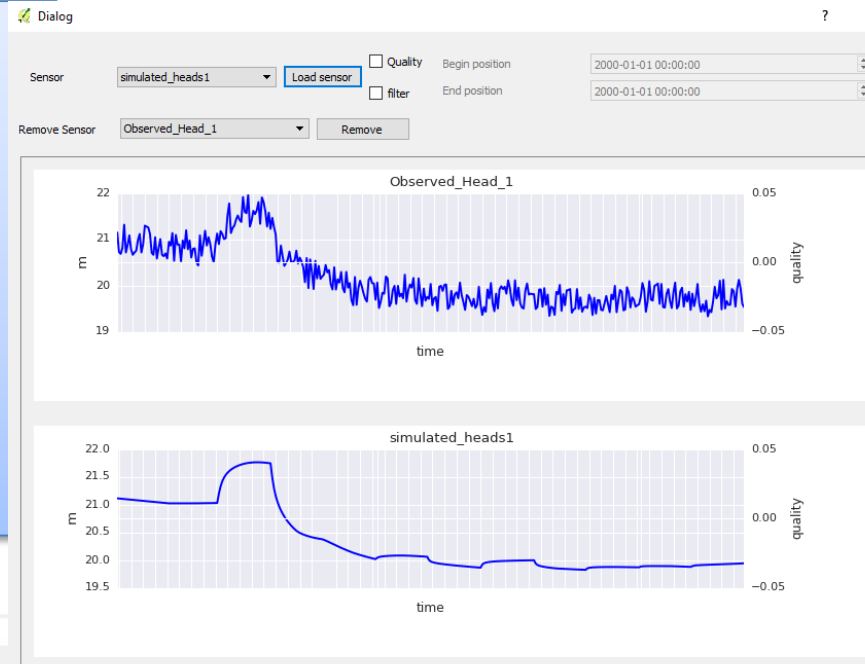 Dialog ?
Sensor simulated_heads1 Load sensor Quality Begin position 2000-01-01 00:00:00
filter End position 2000-01-01 00:00:00
Remove Sensor Observed_Head_1 Remove
Observed_Head_1
22 0.05
21
m 0.00 quality
20
19 −0.05
time
simulated_heads1
22.0 0.05
21.5
21.0
m 0.00 quality
20.5
20.0
19.5 −0.05
time